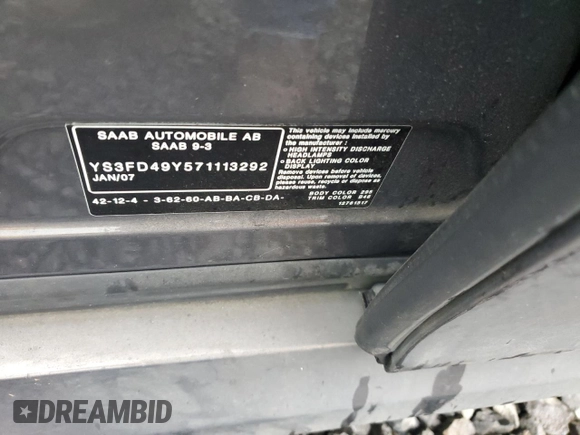 SAAB AUTOMOBILE AB
SAAB 9-3
YS3FD49Y571113292
JAN/07
42-12-4 - 3-62-60-AB-BA-CB-DA-
This vehicle may include mercury
containing devices installed by
the manufacturer :
• HIGH INTENSITY DISCHARGE
HEADLAMPS
• BACK LIGHTING COLOR
DISPLAY
Remove devices before vehicle
disposal. Upon removal of devices,
please reuse, recycle or dispose as
hazardous waste.
BODY COLOR 295
TRIM COLOR
12761317
DREAMBID